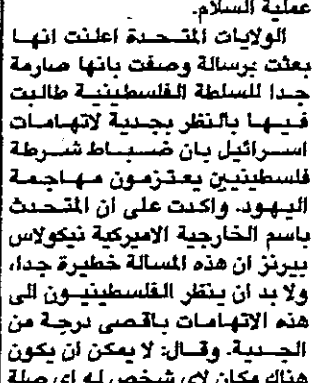 عملية السلام.
الولايات المتحدة اعلنت انها
بعثت برسالة وصفت بانها صارمة
جدا للسلطة الفلسطينية طالبت
فيها بالنظر بجدية لاتهامات
اسرائيل بان ضباط شرطة
فلسطينيين يعتزمون مهاجمة
اليهود. واكدت على ان المتحدث
باسم الخارجية الاميركية نيكولاس
بيرنز ان هذه المسالة خطيرة جدا،
ولا بد ان ينظر الفلسطينيون الى
هذه الاتهامات باقصى درجة من
الجدية. وقال: لا يمكن ان يكون
هناك مكان لاي شخص له اي صلة